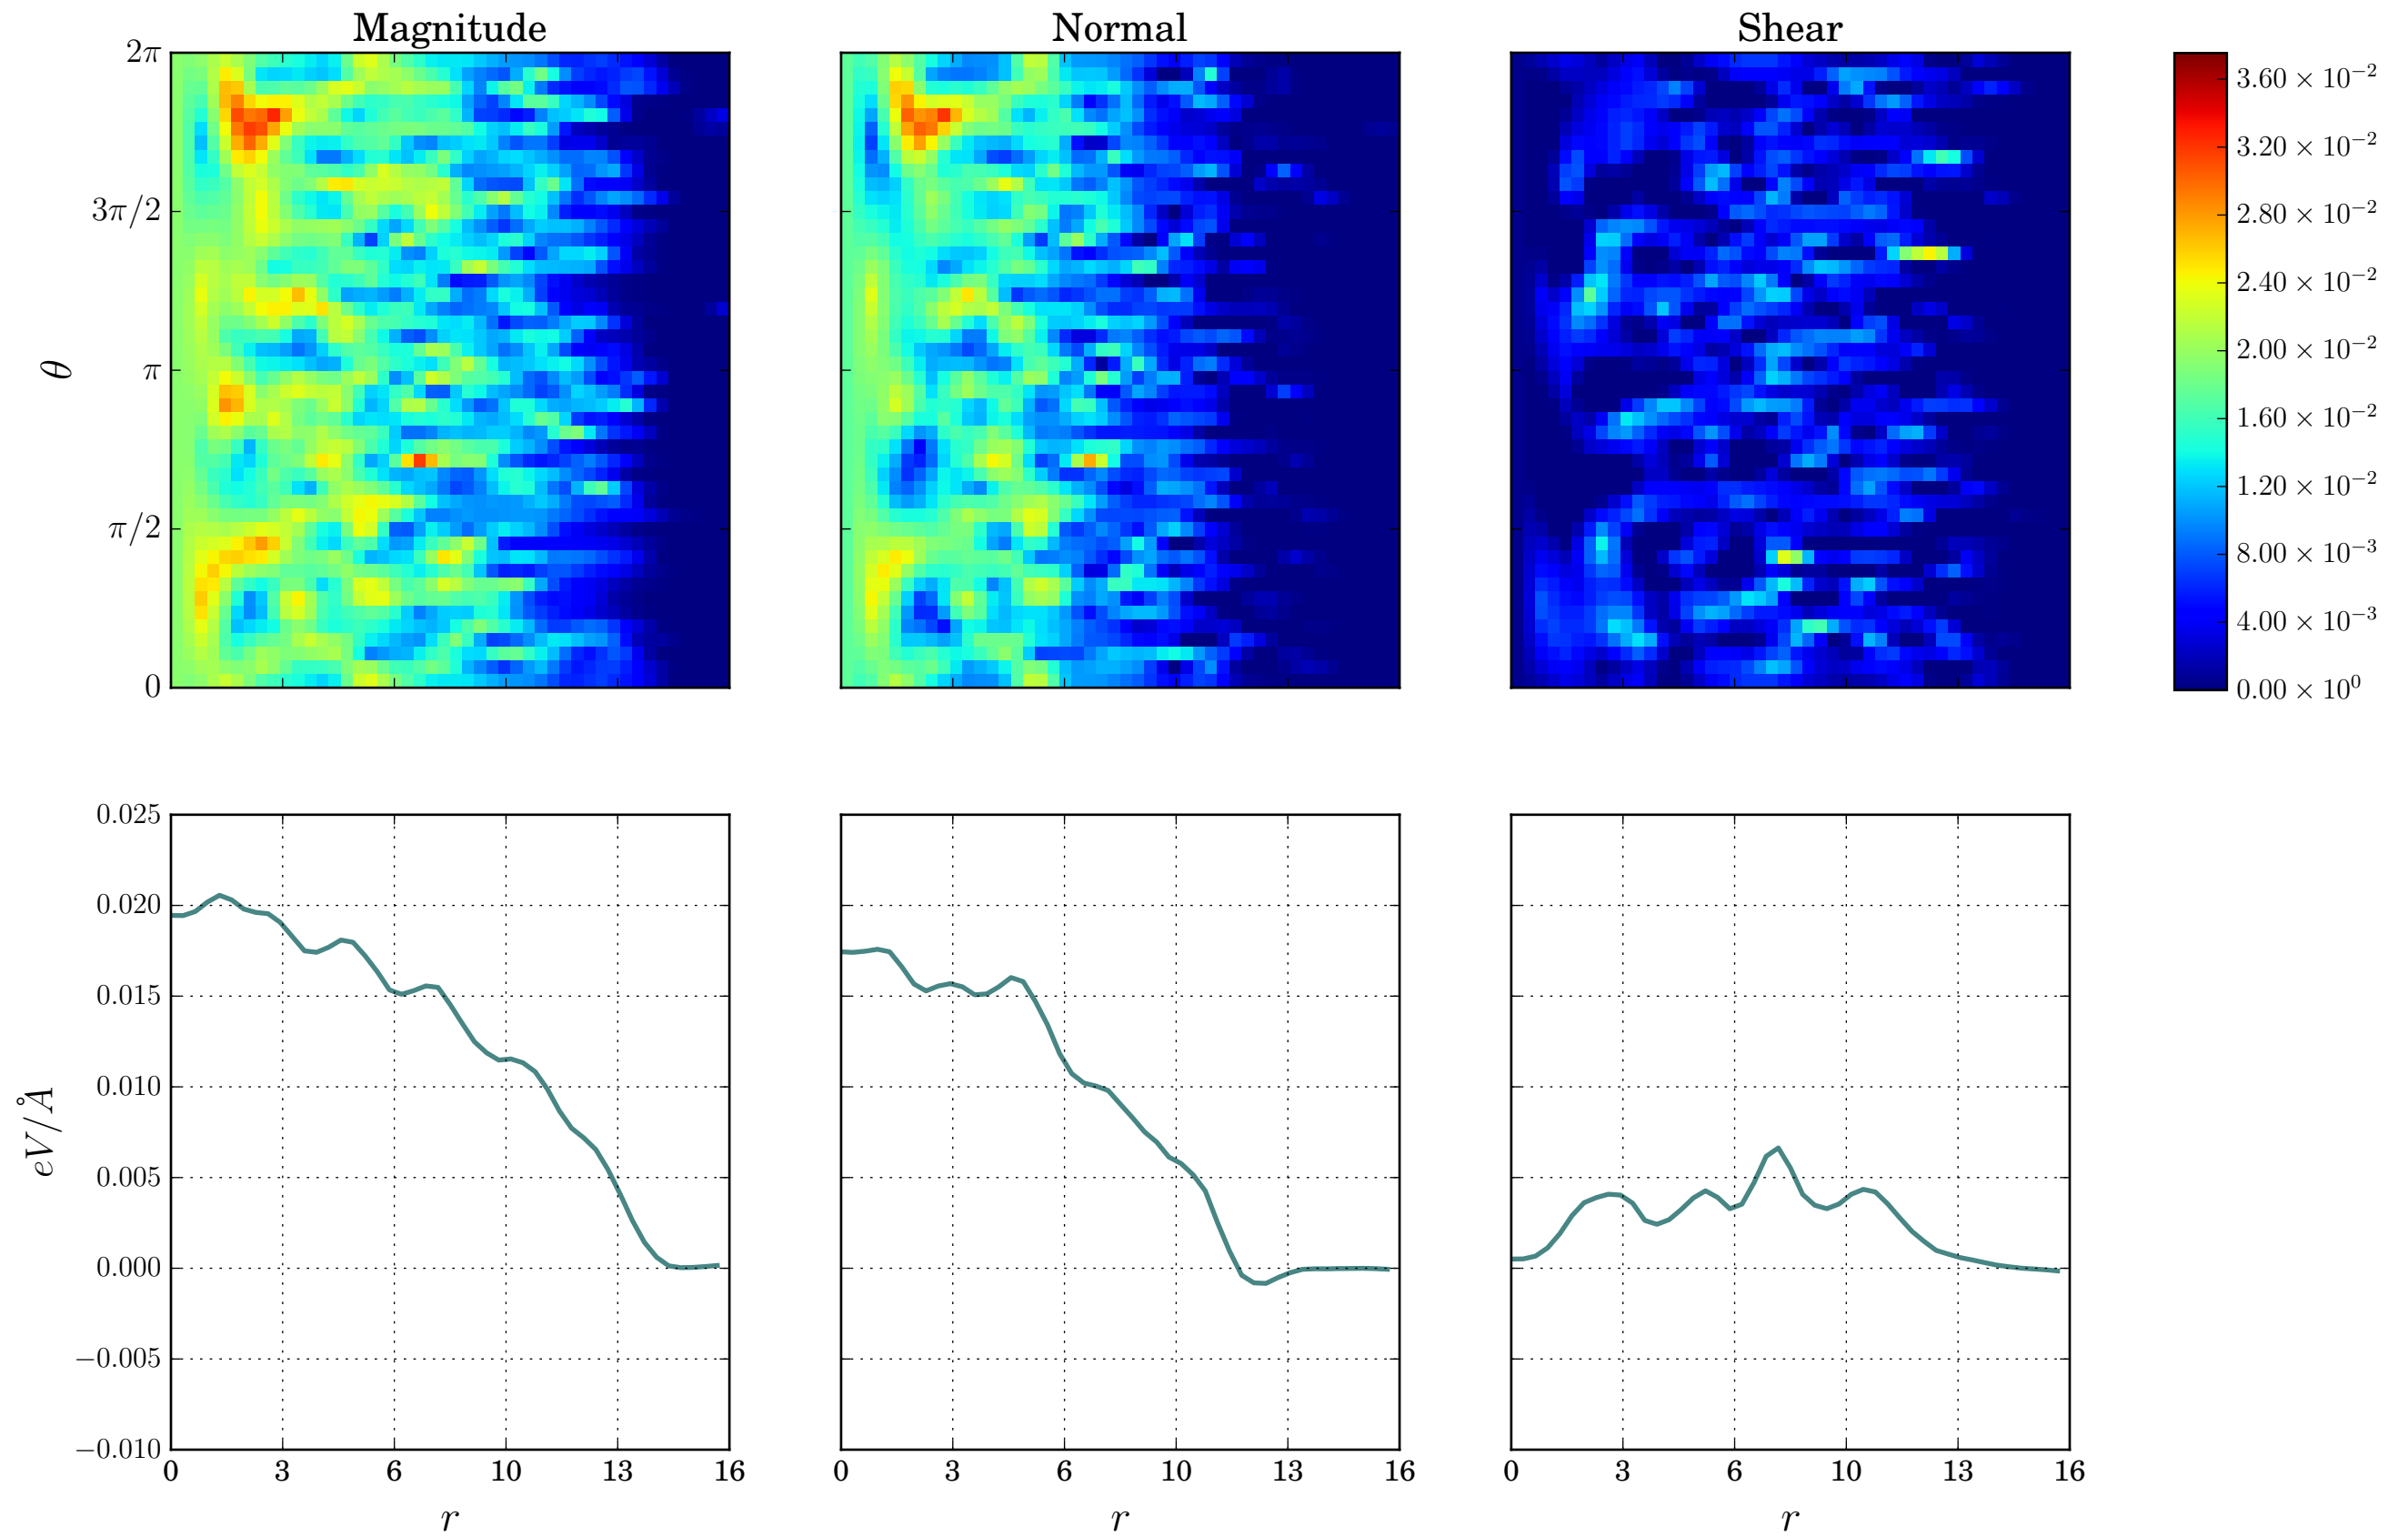 Magnitude Normal Shear
2π
3π/2
π
π/2
0
θ
3.60 × 10⁻²
3.20 × 10⁻²
2.80 × 10⁻²
2.40 × 10⁻²
2.00 × 10⁻²
1.60 × 10⁻²
1.20 × 10⁻²
8.00 × 10⁻³
4.00 × 10⁻³
0.00 × 10⁰
0.025
0.020
0.015
0.010
0.005
0.000
−0.005
−0.010
eV/Å
0 3 6 10 13 16 0 3 6 10 13 16 0 3 6 10 13 16
r r r